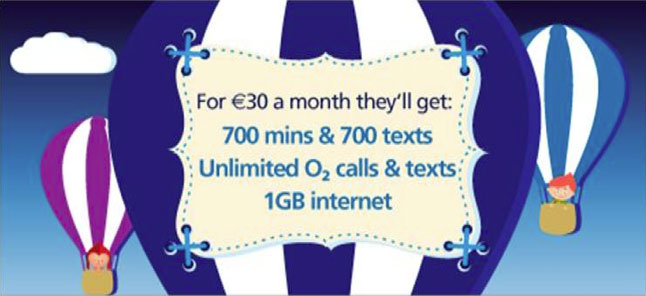 For €30 a month they'll get:
700 mins & 700 texts
Unlimited O₂ calls & texts
1GB internet